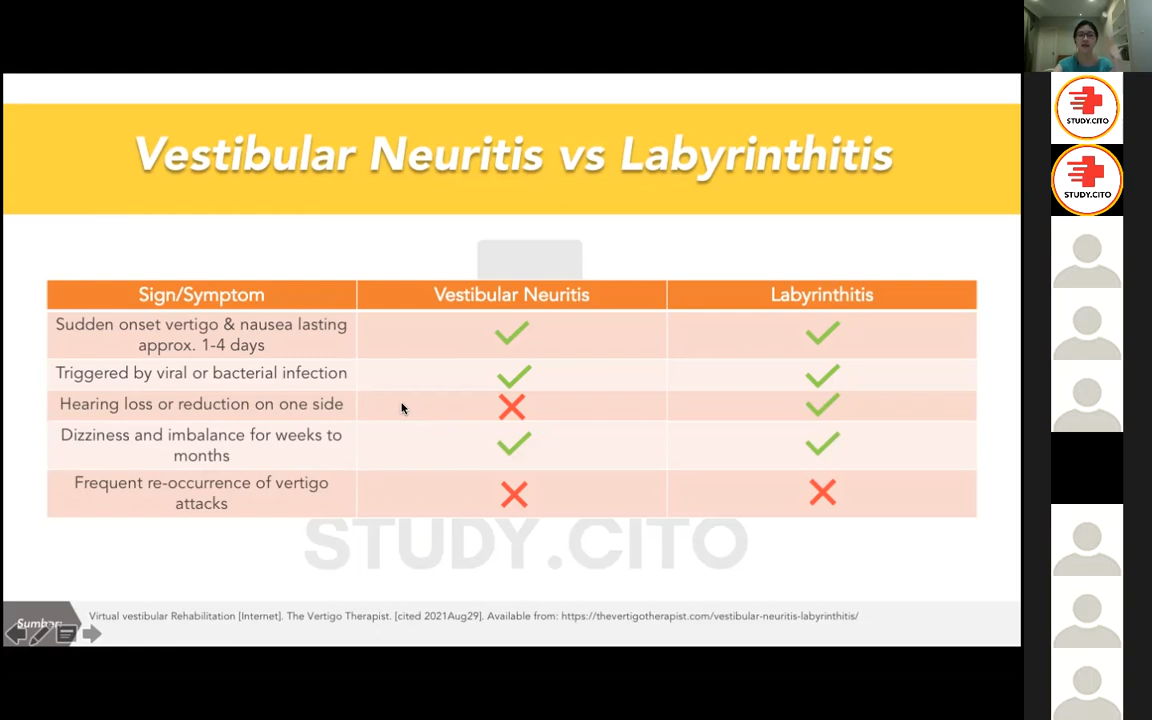 Vestibular Neuritis vs Labyrinthitis
Sign/Symptom Vestibular Neuritis Labyrinthitis
Sudden onset vertigo & nausea lasting
approx. 1-4 days
Triggered by viral or bacterial infection
Hearing loss or reduction on one side
Dizziness and imbalance for weeks to
months
Frequent re-occurrence of vertigo
attacks
STUDY.CITO
Sumber:
Virtual vestibular Rehabilitation [Internet]. The Vertigo Therapist. [cited 2021Aug29]. Available from: https://thevertigotherapist.com/vestibular-neuritis-labyrinthitis/
STUDY.CITO
STUDY.CITO